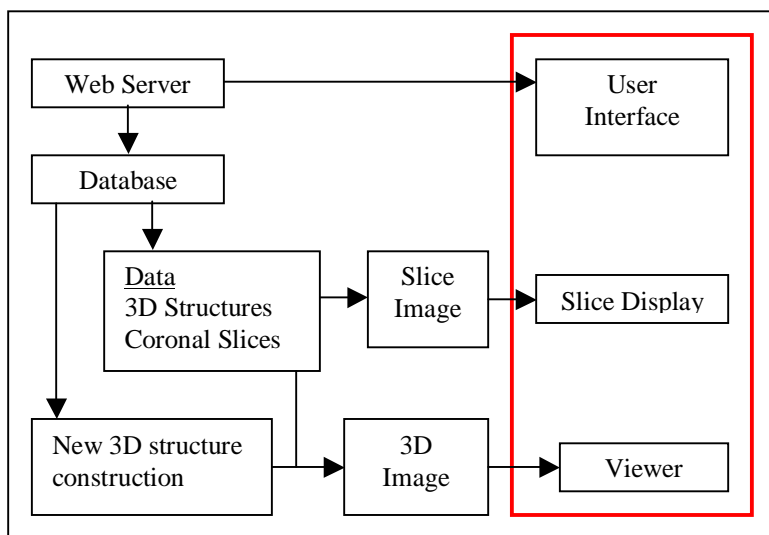 Web Server
User
Interface
Database
Data
3D Structures
Coronal Slices
Slice
Image
Slice Display
New 3D structure
construction
3D
Image
Viewer